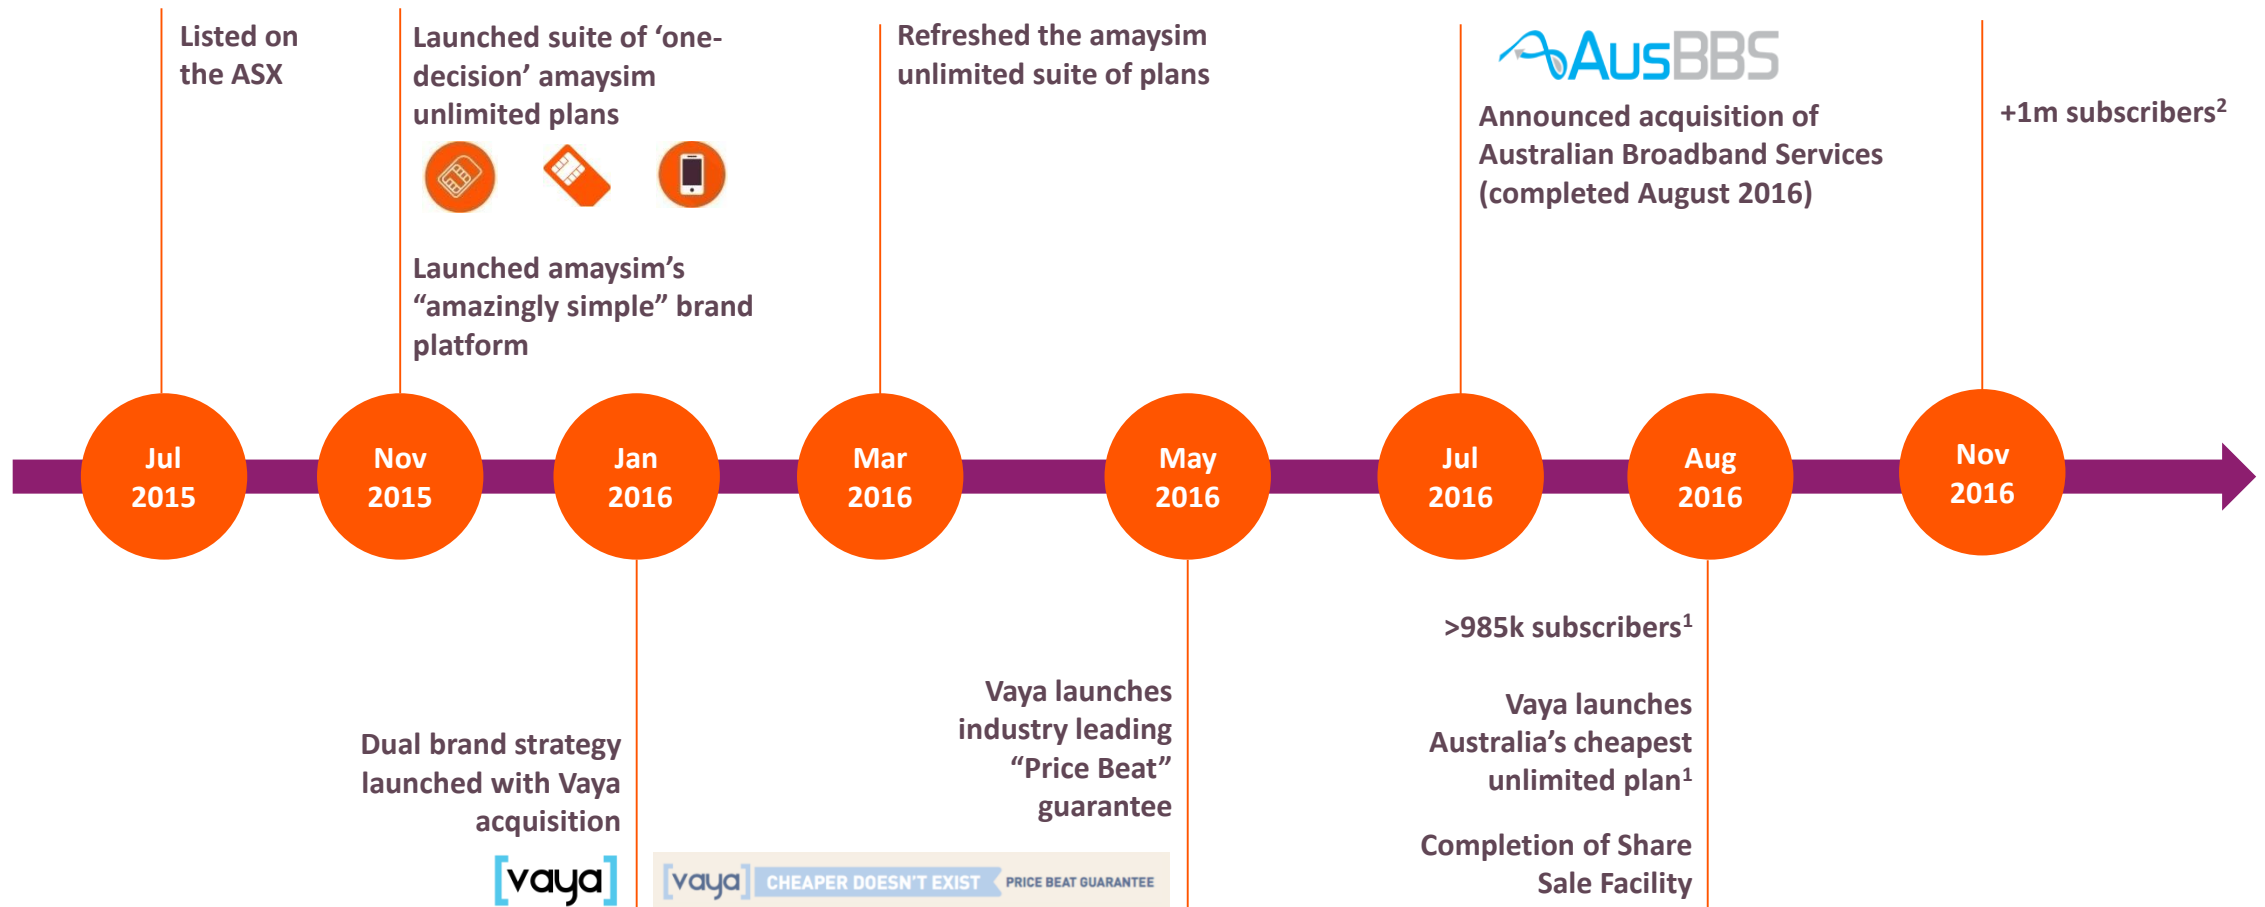 Listed on
the ASX
Launched suite of ‘one-
decision’ amaysim
unlimited plans
Launched amaysim’s
“amazingly simple” brand
platform
Refreshed the amaysim
unlimited suite of plans
AUSBBS
Announced acquisition of
Australian Broadband Services
(completed August 2016)
+1m subscribers²
Jul
2015
Nov
2015
Jan
2016
Mar
2016
May
2016
Jul
2016
Aug
2016
Nov
2016
Dual brand strategy
launched with Vaya
acquisition
[vaya]
Vaya launches
industry leading
“Price Beat”
guarantee
[vaya] CHEAPER DOESN'T EXIST PRICE BEAT GUARANTEE
>985k subscribers¹
Vaya launches
Australia’s cheapest
unlimited plan¹
Completion of Share
Sale Facility